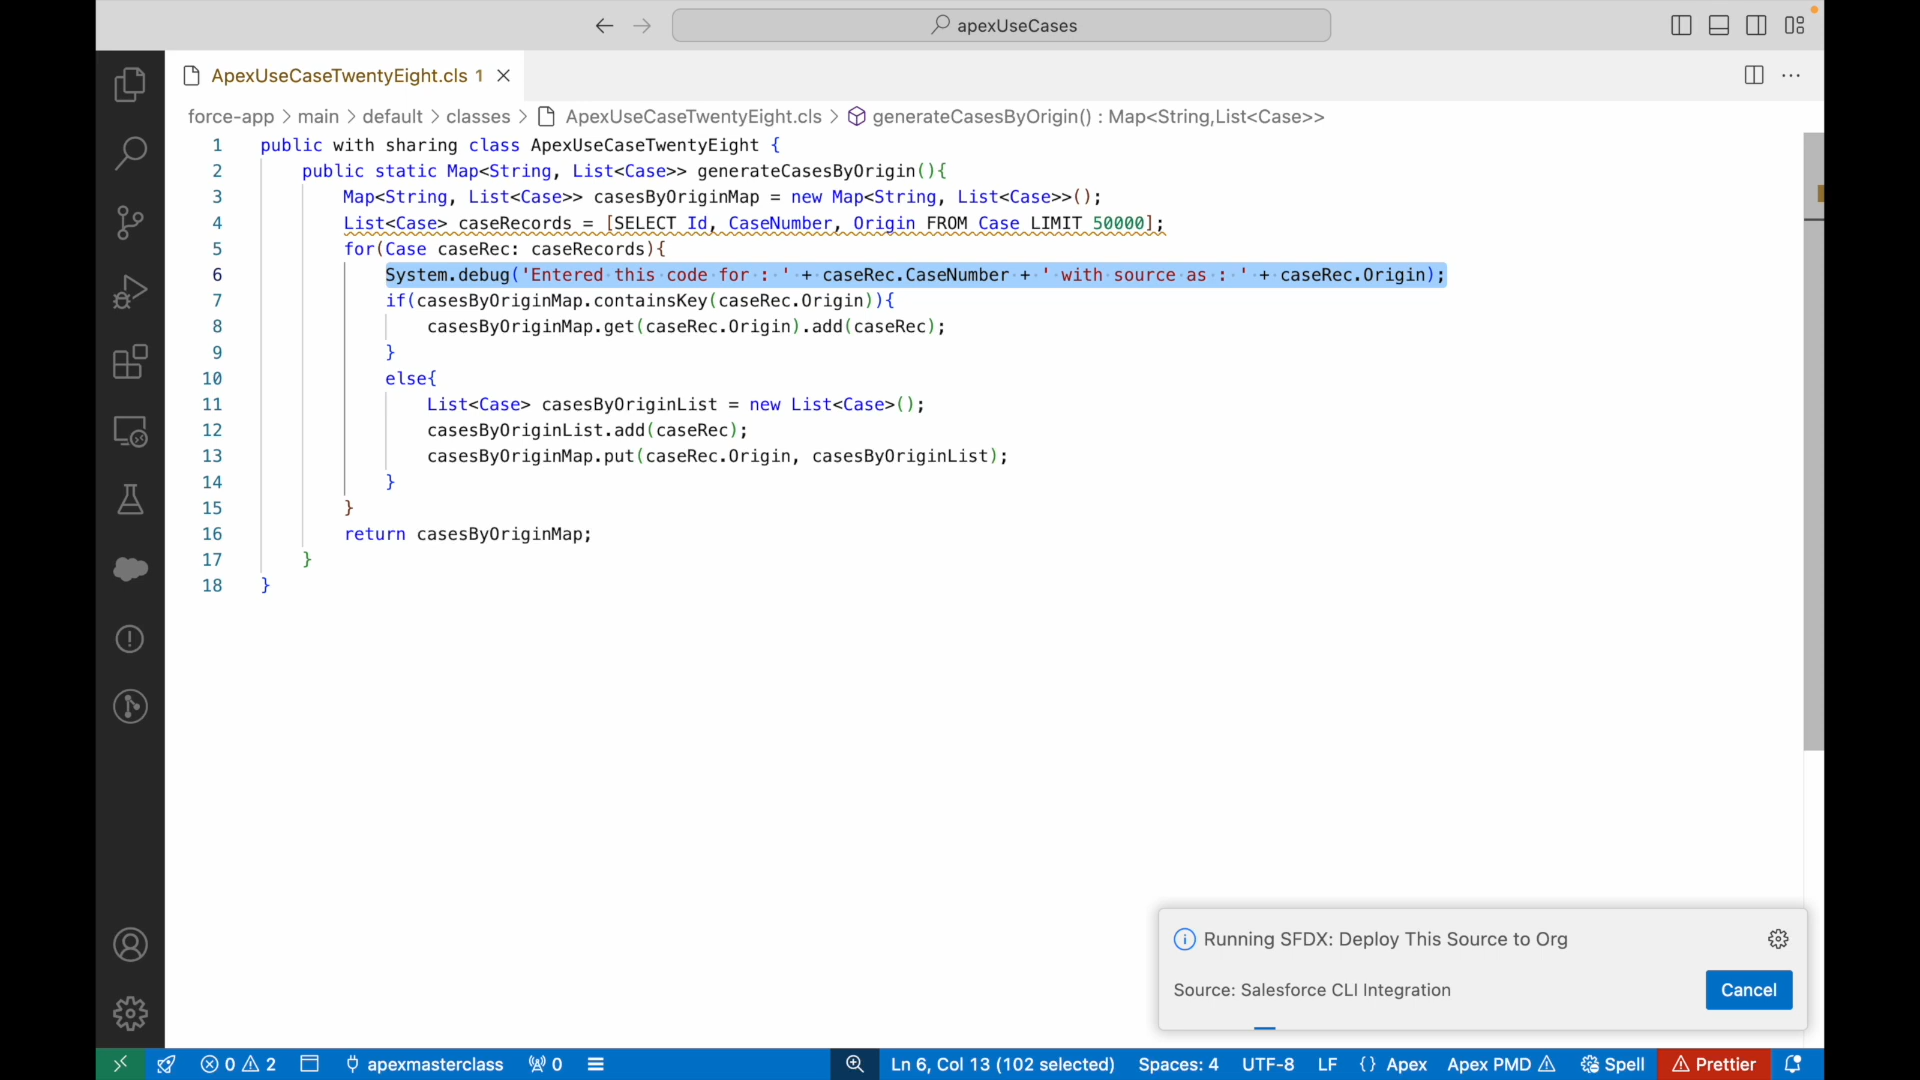 apexUseCases
ApexUseCaseTwentyEight.cls 1
force-app > main > default > classes > ApexUseCaseTwentyEight.cls > generateCasesByOrigin() : Map<String,List<Case>>
1 public with sharing class ApexUseCaseTwentyEight {
2 public static Map<String, List<Case>> generateCasesByOrigin(){
3 Map<String, List<Case>> casesByOriginMap = new Map<String, List<Case>>();
4 List<Case> caseRecords = [SELECT Id, CaseNumber, Origin FROM Case LIMIT 50000];
5 for(Case caseRec: caseRecords){
6 System.debug('Entered this code for : ' + caseRec.CaseNumber + ' with source as : ' + caseRec.Origin);
7 if(casesByOriginMap.containsKey(caseRec.Origin)){
8 casesByOriginMap.get(caseRec.Origin).add(caseRec);
9 }
10 else{
11 List<Case> casesByOriginList = new List<Case>();
12 casesByOriginList.add(caseRec);
13 casesByOriginMap.put(caseRec.Origin, casesByOriginList);
14 }
15 }
16 return casesByOriginMap;
17 }
18 }
Running SFDX: Deploy This Source to Org
Source: Salesforce CLI Integration
Cancel
0 2 apexmasterclass 0 Ln 6, Col 13 (102 selected) Spaces: 4 UTF-8 LF {} Apex Apex PMD Spell Prettier